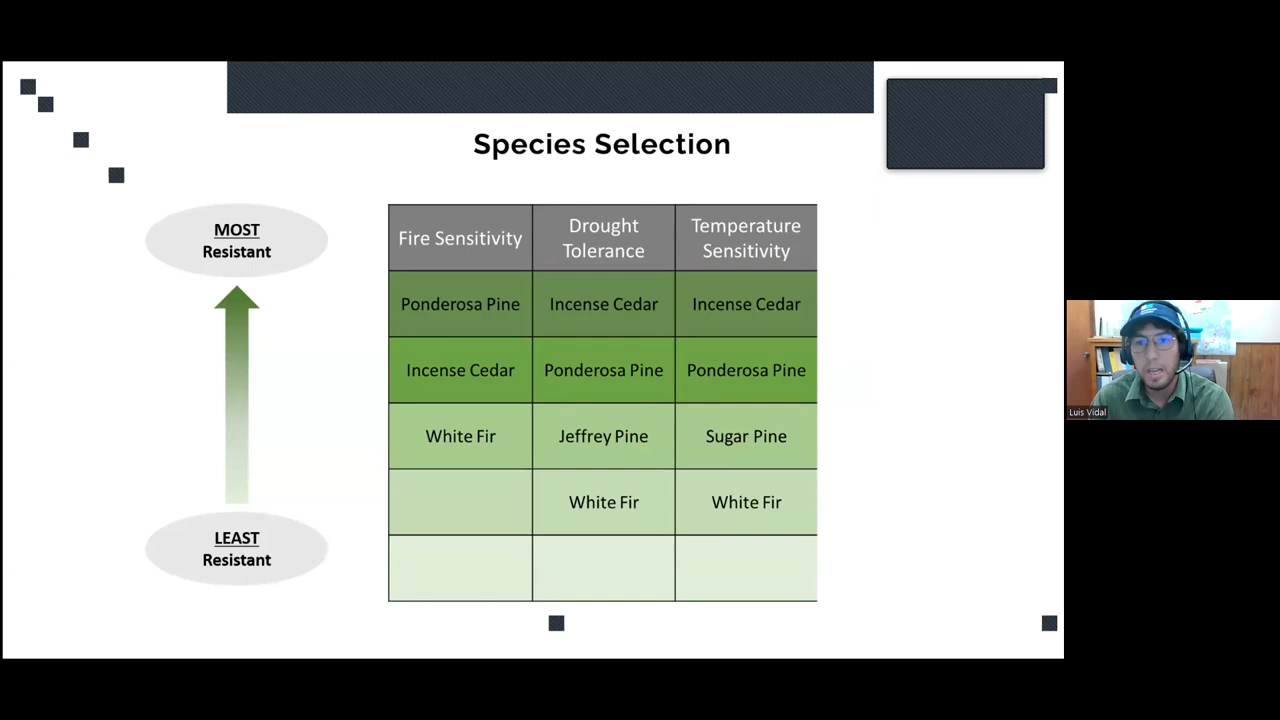 Species Selection
MOST
Resistant
LEAST
Resistant
Fire Sensitivity
Drought
Tolerance
Temperature
Sensitivity
Ponderosa Pine
Incense Cedar
Incense Cedar
Incense Cedar
Ponderosa Pine
Ponderosa Pine
White Fir
Jeffrey Pine
Sugar Pine
White Fir
White Fir
Luis Vidal